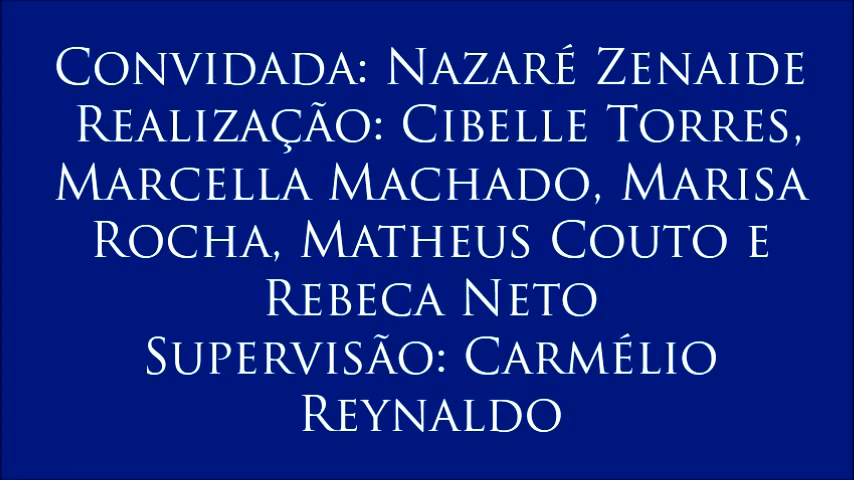 Convidada: Nazaré Zenaide
Realização: Cibelle Torres,
Marcella Machado, Marisa
Rocha, Matheus Couto e
Rebeca Neto
Supervisão: Carmélio
Reynaldo